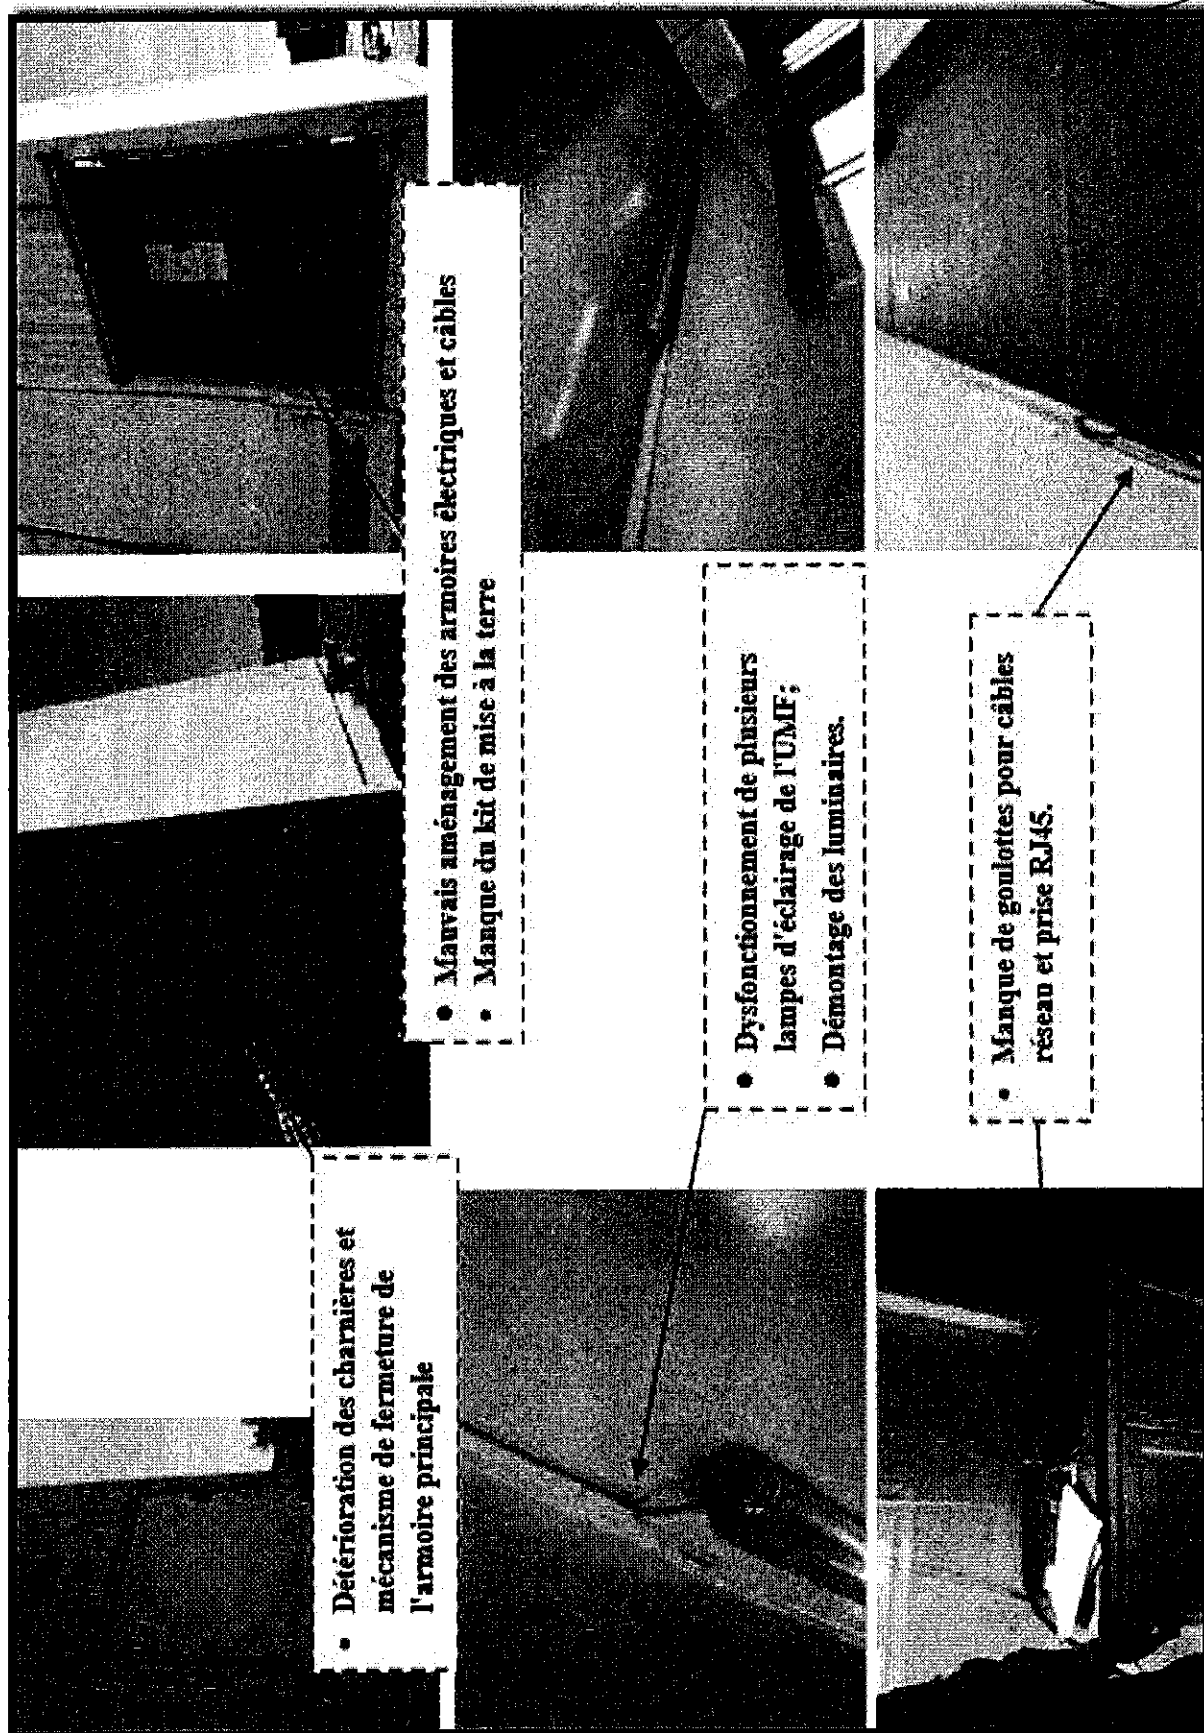 • Détérioration des charnières et
mécanisme de fermeture de
l'armoire principale
• Mauvais aménagement des armoires électriques et câbles
• Manque du kit de mise à la terre
• Dysfonctionnement de plusieurs
lampes d'éclairage de l'UMF;
• Démontage des luminaires.
• Manque de goulottes pour câbles
réseau et prise RJ45.